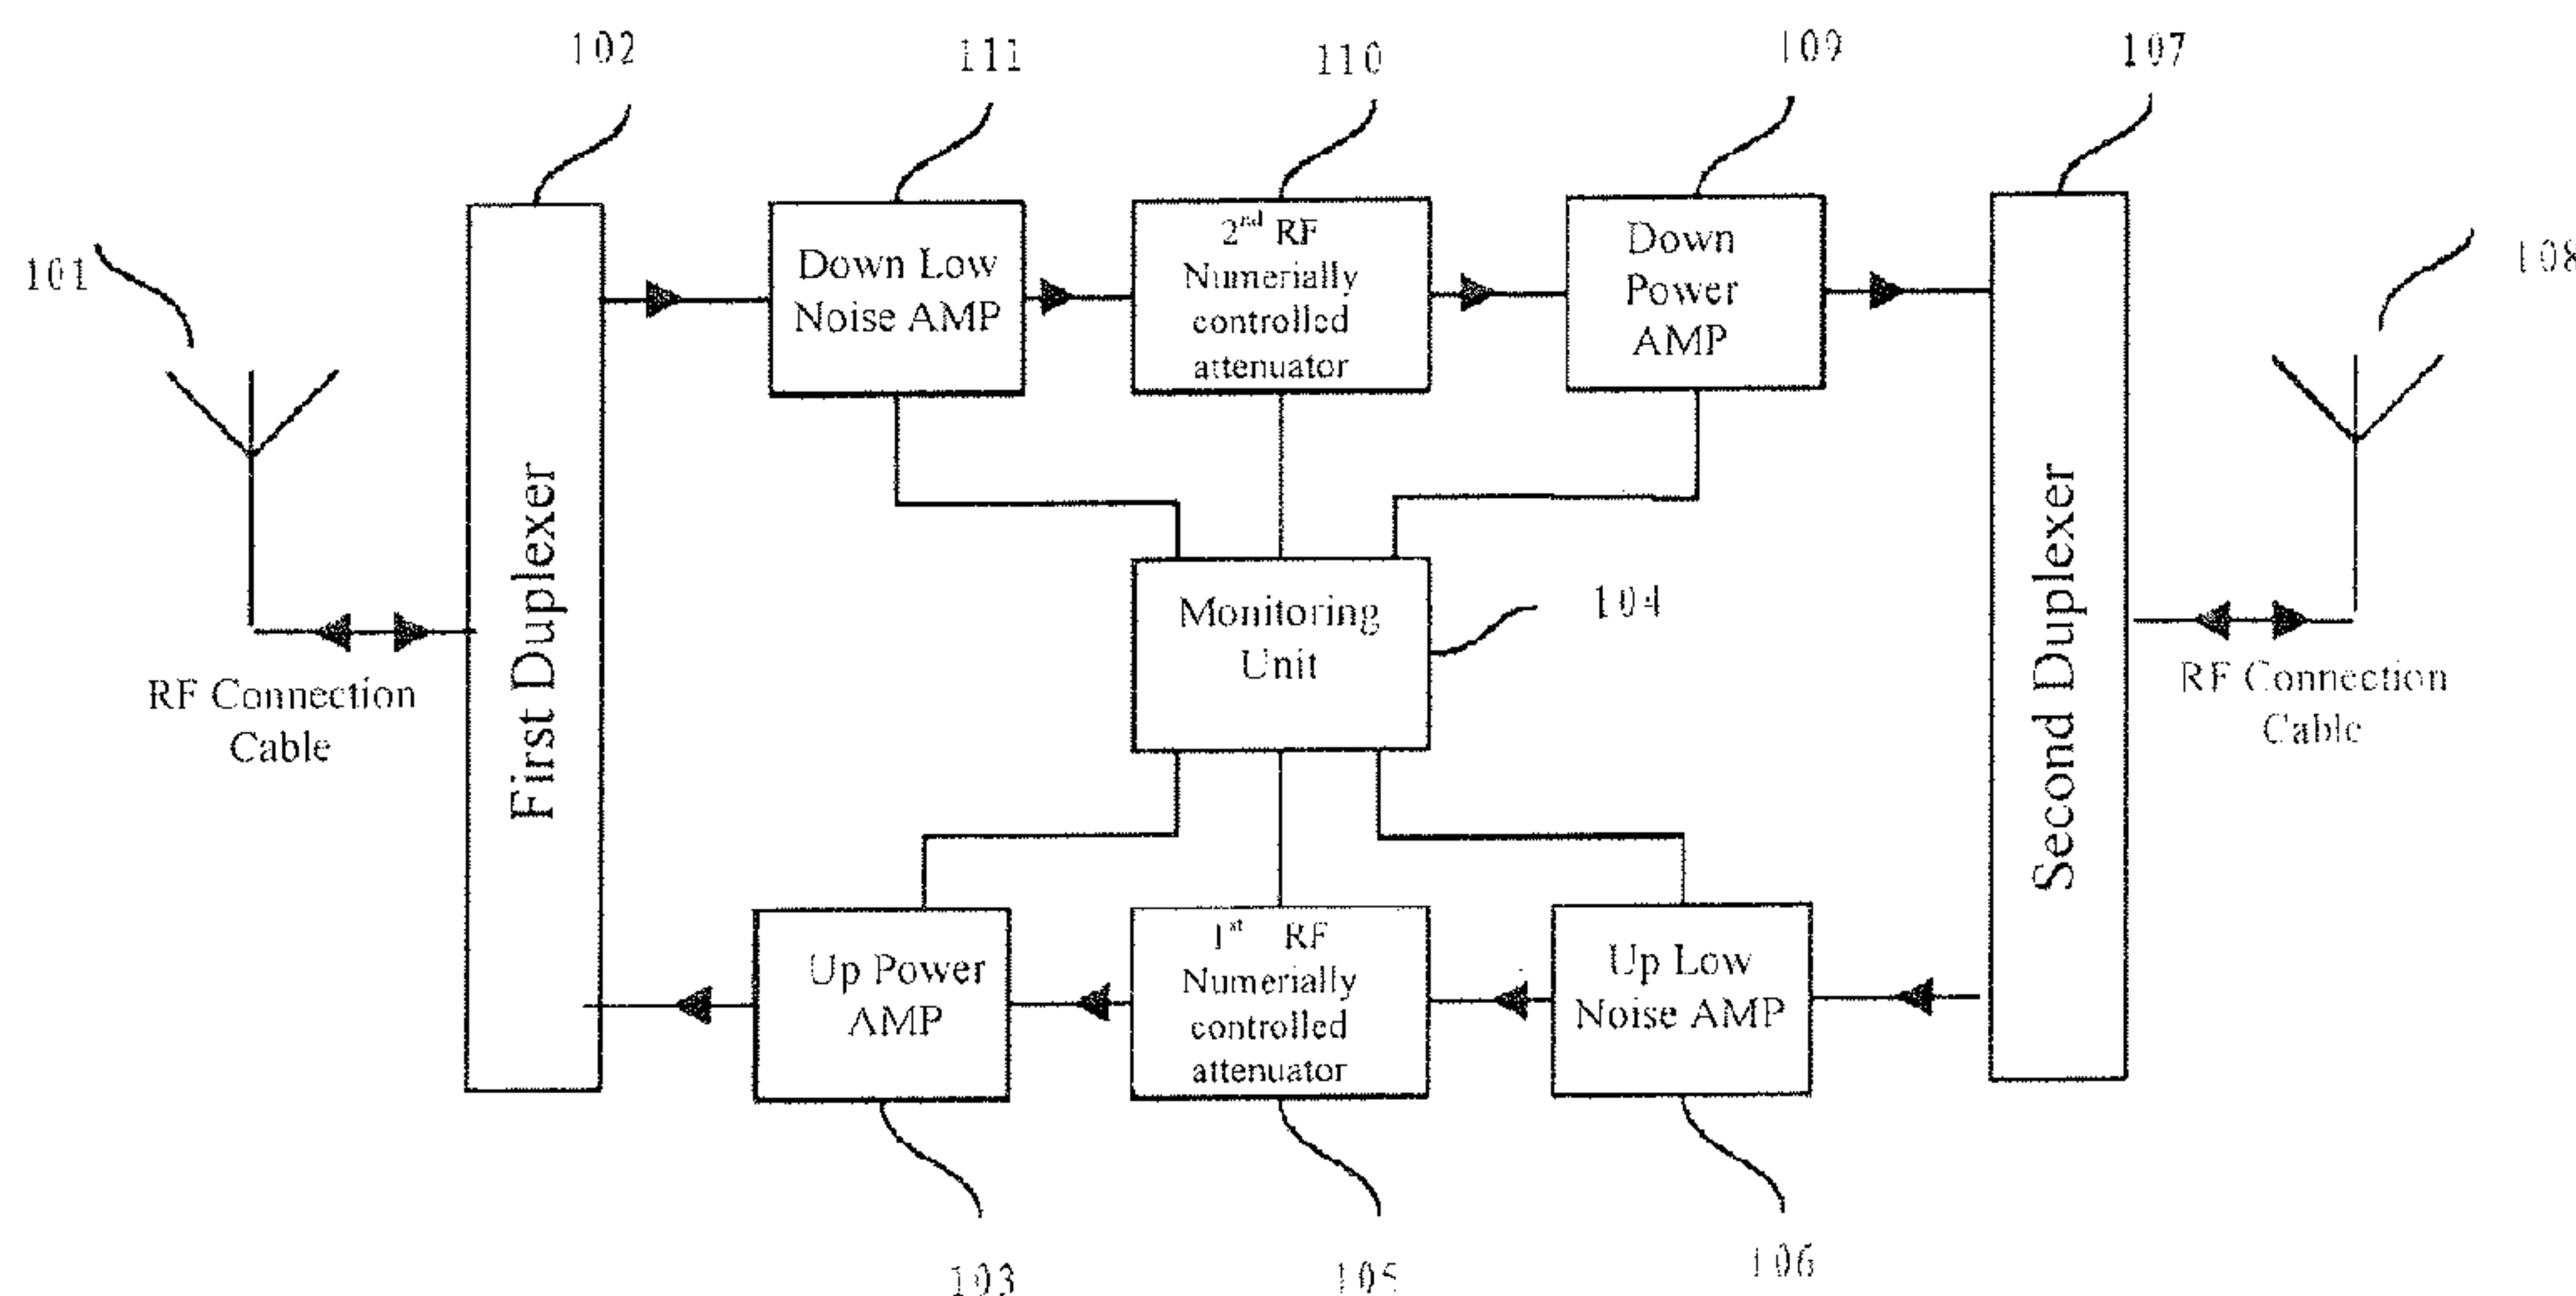 102
111
110
109
107
101
108
Down Low
Noise AMP
2nd RF
Numerially
controlled
attenuator
Down
Power
AMP
First Duplexer
Second Duplexer
Monitoring
Unit
104
RF Connection
Cable
RF Connection
Cable
Up Power
AMP
1st RF
Numerially
controlled
attenuator
Up Low
Noise AMP
103
105
106